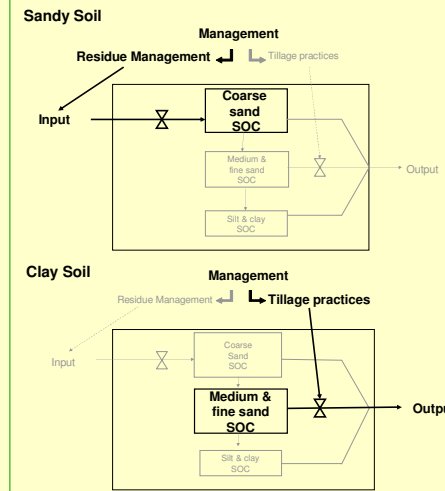 Sandy Soil
Management
Residue Management
Tillage practices
Input
Coarse
sand
SOC
Medium &
fine sand
SOC
Output
Silt & clay
SOC
Clay Soil
Management
Residue Management
Tillage practices
Input
Coarse
Sand
SOC
Medium &
fine sand
SOC
Outpu
Silt & clay
SOC